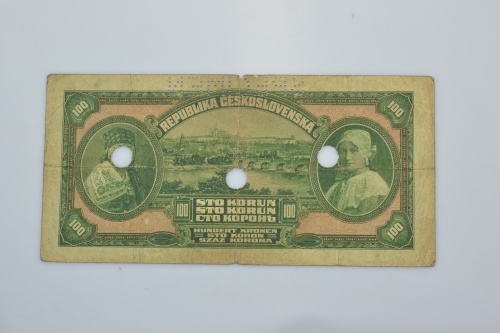 REPUBLIKA ČESKOSLOVENSKÁ
100
100
STO KORUN
STO KORUN
100 СТО КОРОНЪ 100
HUNDERT KRONEN
STO KORON
SZÁZ KORONA
100
100